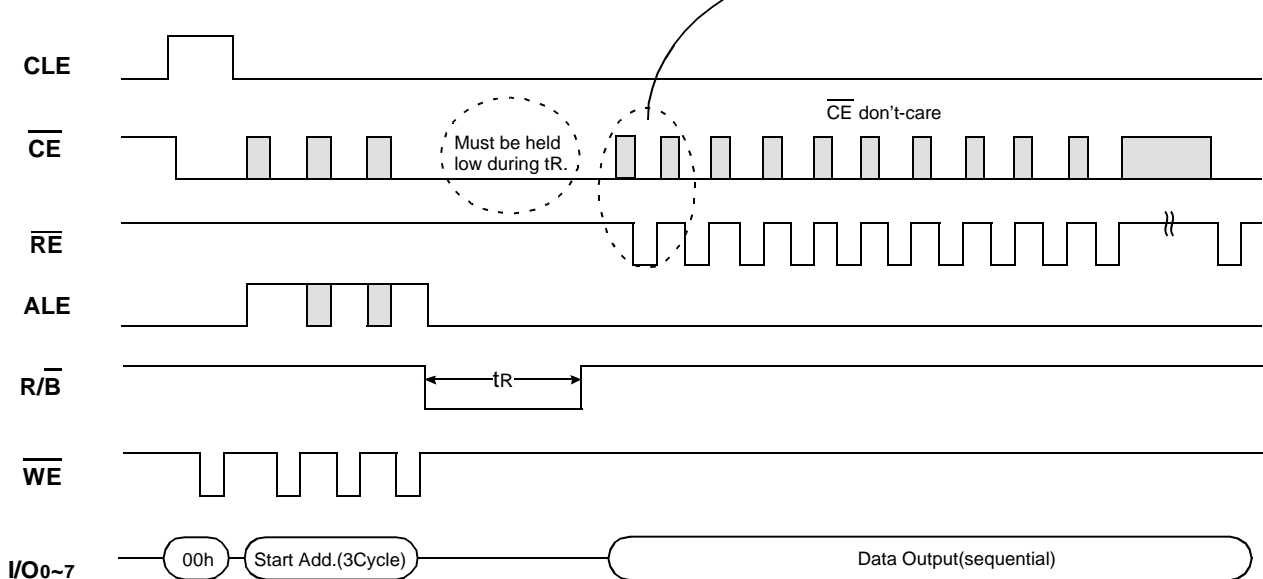 CLE
CE
CE don't-care
Must be held
low during tR.
RE
ALE
R/B
tR
WE
I/O0~7
00h
Start Add.(3Cycle)
Data Output(sequential)